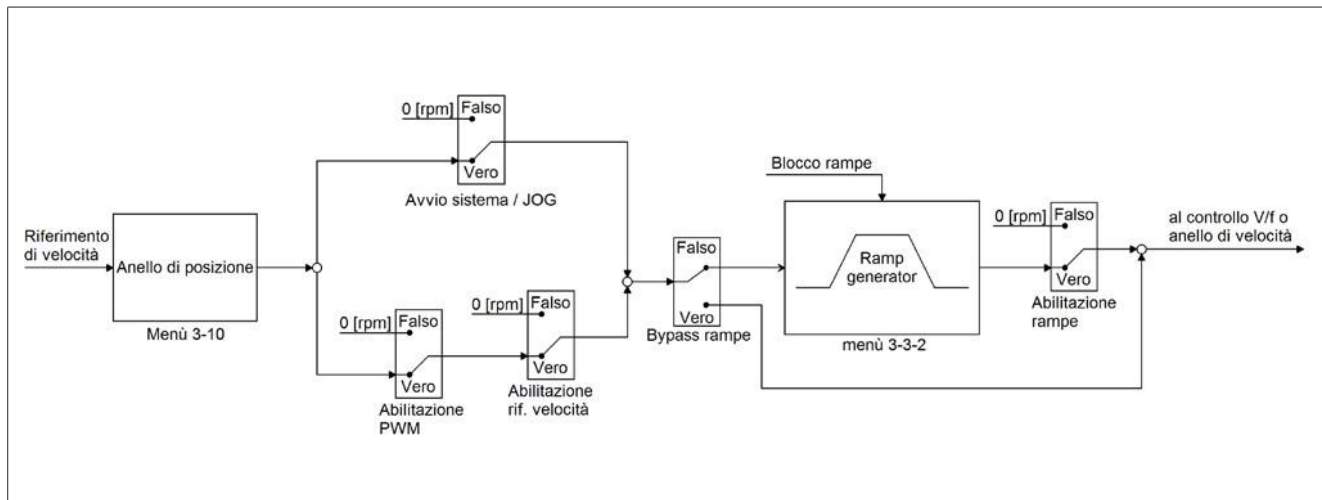 Riferimento
di velocità
Anello di posizione
Menù 3-10
0 [rpm]
Falso
Vero
Avvio sistema / JOG
0 [rpm]
Falso
Vero
Abilitazione
PWM
0 [rpm]
Falso
Vero
Abilitazione
rif. velocità
Falso
Vero
Bypass rampe
Blocco rampe
Ramp
generator
menù 3-3-2
0 [rpm]
Falso
Vero
Abilitazione
rampe
al controllo V/f o
anello di velocità